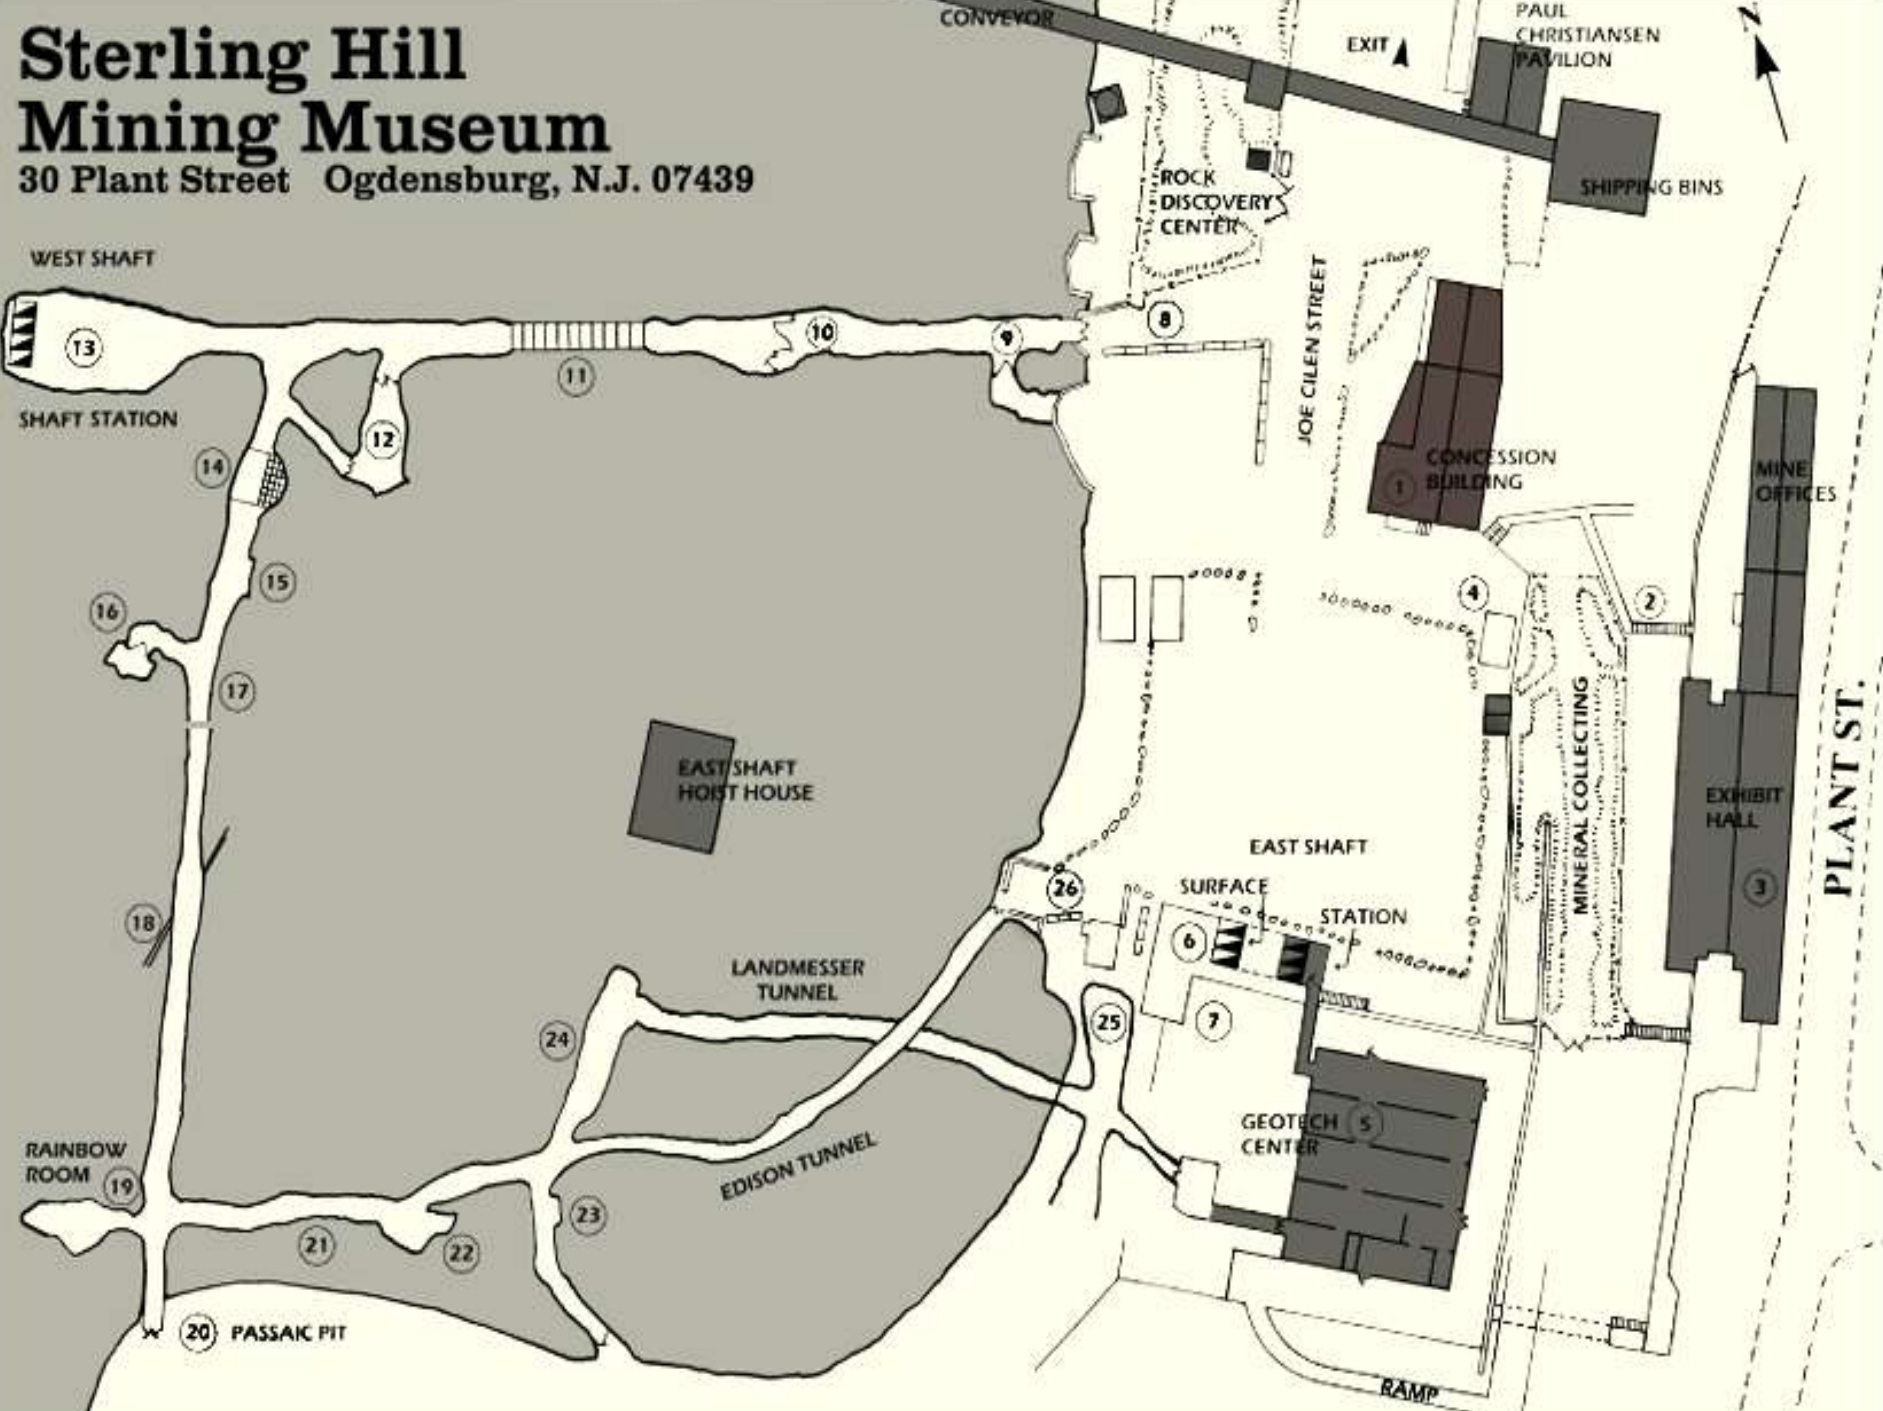 Sterling Hill
Mining Museum
30 Plant Street Ogdensburg, N.J. 07439
CONVEYOR
EXIT
PAUL
CHRISTIANSEN
PAVILION
N
SHIPPING BINS
ROCK
DISCOVERY
CENTER
WEST SHAFT
13
SHAFT STATION
10
9
8
11
12
14
15
16
17
18
JOE CILEN STREET
CONCESSION
BUILDING
1
MINE
OFFICES
2
4
MINERAL COLLECTING
EXHIBIT
HALL
3
PLANT ST.
EAST SHAFT
HOIST HOUSE
EAST SHAFT
SURFACE
STATION
26
6
7
25
LANDMESSER
TUNNEL
24
GEOTECH
CENTER
5
EDISON TUNNEL
RAINBOW
ROOM
19
21
22
23
20
PASSAIC PIT
RAMP